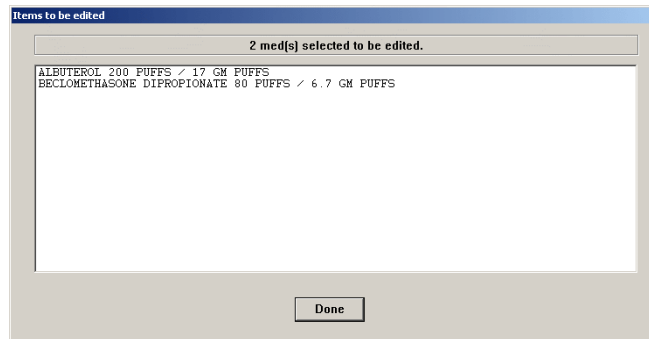 Items to be edited
2 med(s) selected to be edited.
ALBUTEROL 200 PUFFS / 17 GM PUFFS
BECLOMETHASONE DIPROPIONATE 80 PUFFS / 6.7 GM PUFFS
Done